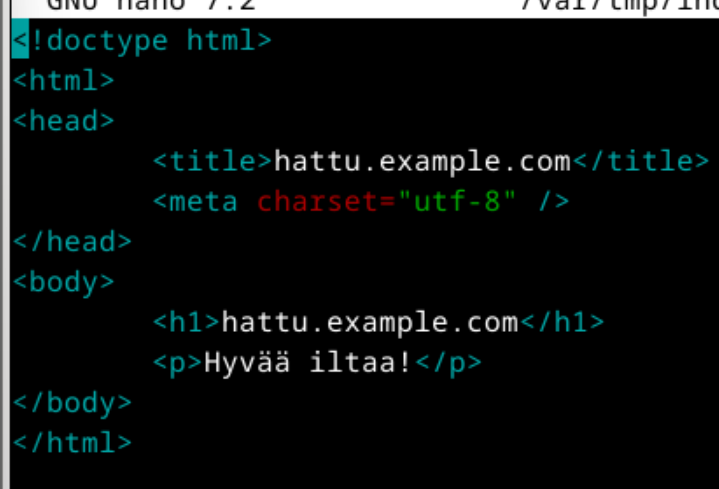 GNU nano 7.2 /var/tmp/ind
<!doctype html>
<html>
<head>
<title>hattu.example.com</title>
<meta charset="utf-8" />
</head>
<body>
<h1>hattu.example.com</h1>
<p>Hyvää iltaa!</p>
</body>
</html>